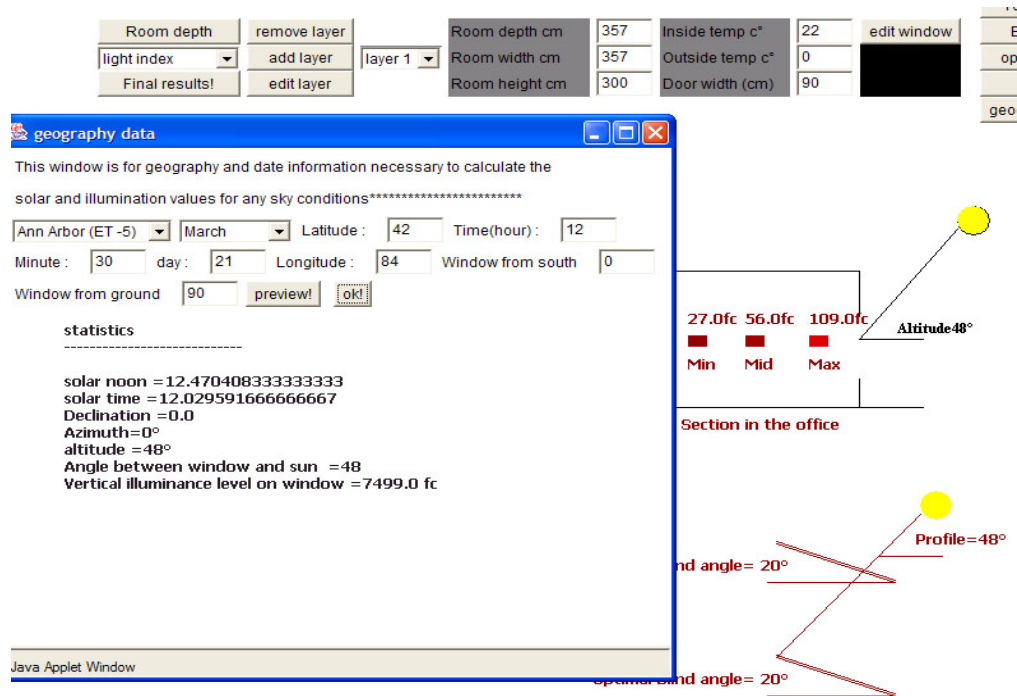 Room depth remove layer Room depth cm 357 Inside temp c° 22 edit window
light index add layer layer 1 Room width cm 357 Outside temp c° 0 op
Final results! edit layer Room height cm 300 Door width (cm) 90
geo
geography data
This window is for geography and date information necessary to calculate the
solar and illumination values for any sky conditions************************
Ann Arbor (ET -5) March Latitude : 42 Time(hour) : 12
Minute : 30 day : 21 Longitude : 84 Window from south 0
Window from ground 90 preview! ok!
statistics
----------------------------
solar noon =12.470408333333333
solar time =12.029591666666667
Declination =0.0
Azimuth=0°
altitude =48°
Angle between window and sun =48
Vertical illuminance level on window =7499.0 fc
Java Applet Window
27.0fc 56.0fc 109.0fc
Altitude48°
Min Mid Max
Section in the office
Profile=48°
nd angle= 20°
nd angle= 20°